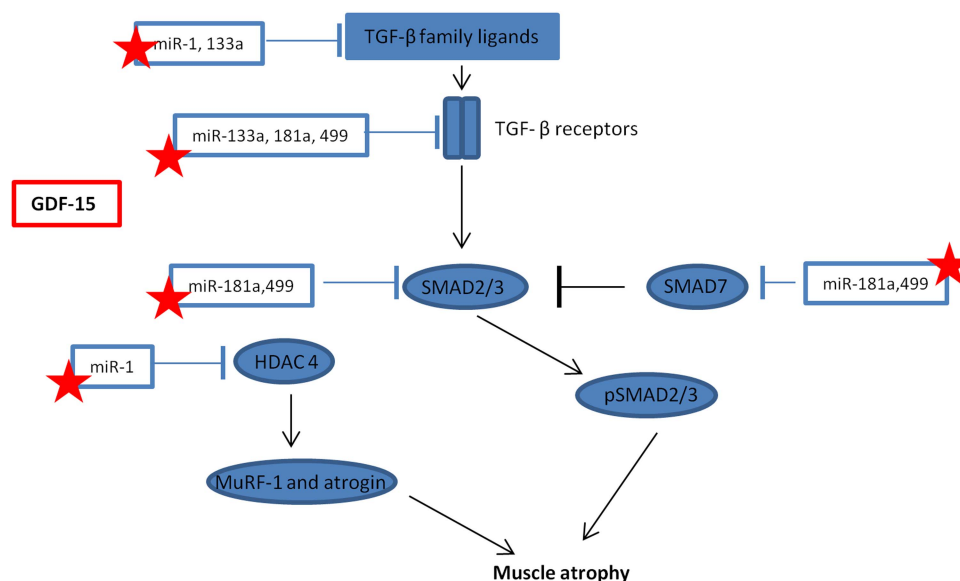 miR-1, 133a
TGF-β family ligands
miR-133a, 181a, 499
TGF- β receptors
GDF-15
miR-181a,499
SMAD2/3
SMAD7
miR-181a,499
miR-1
HDAC 4
pSMAD2/3
MuRF-1 and atrogin
Muscle atrophy